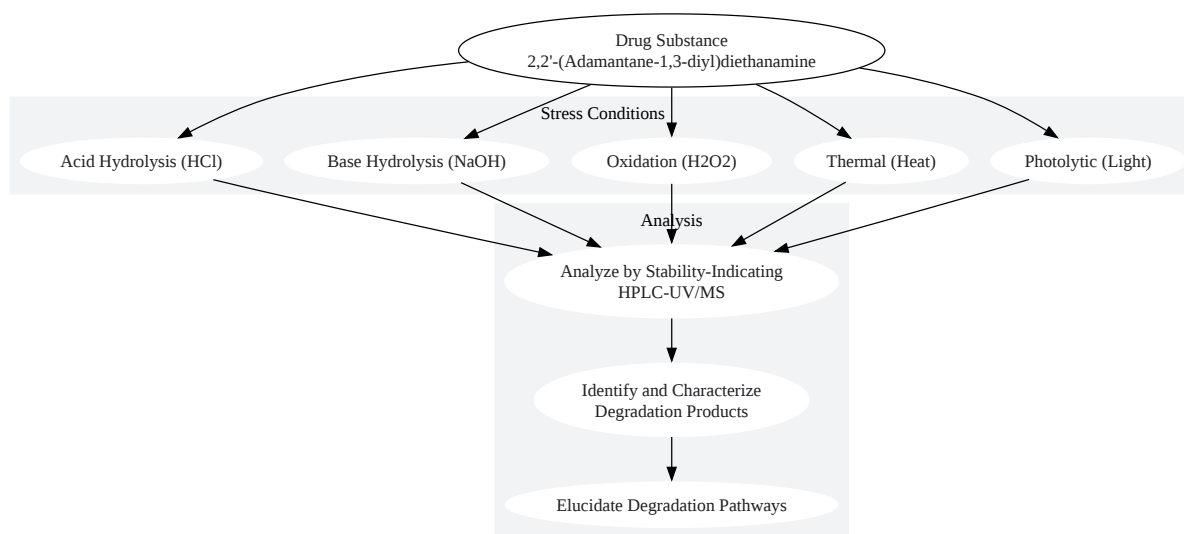 Drug Substance
2,2'-(Adamantane-1,3-diyl)diethanamine
Stress Conditions
Acid Hydrolysis (HCl)
Base Hydrolysis (NaOH)
Oxidation (H2O2)
Thermal (Heat)
Photolytic (Light)
Analysis
Analyze by Stability-Indicating
HPLC-UV/MS
Identify and Characterize
Degradation Products
Elucidate Degradation Pathways